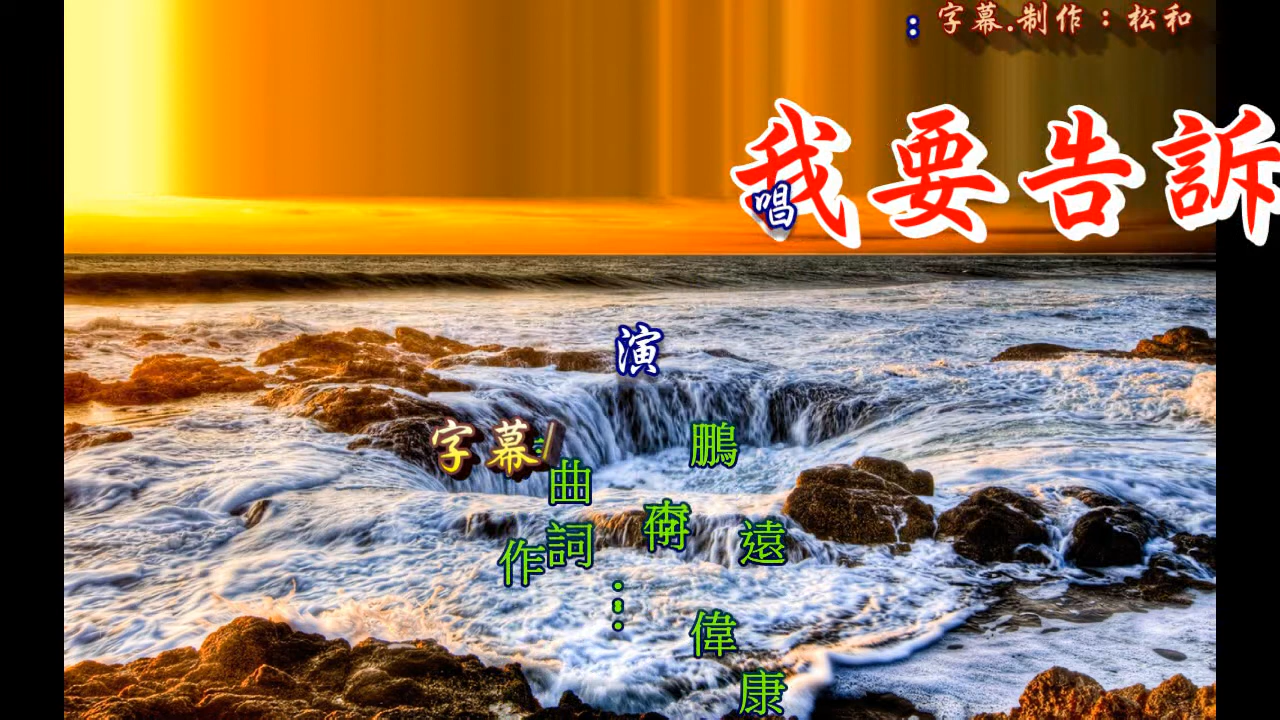 : 字幕.制作：松和
我要告訴
唱
演
字幕/
:
曲
詞
作
:
:
鵬
遠
偉
康